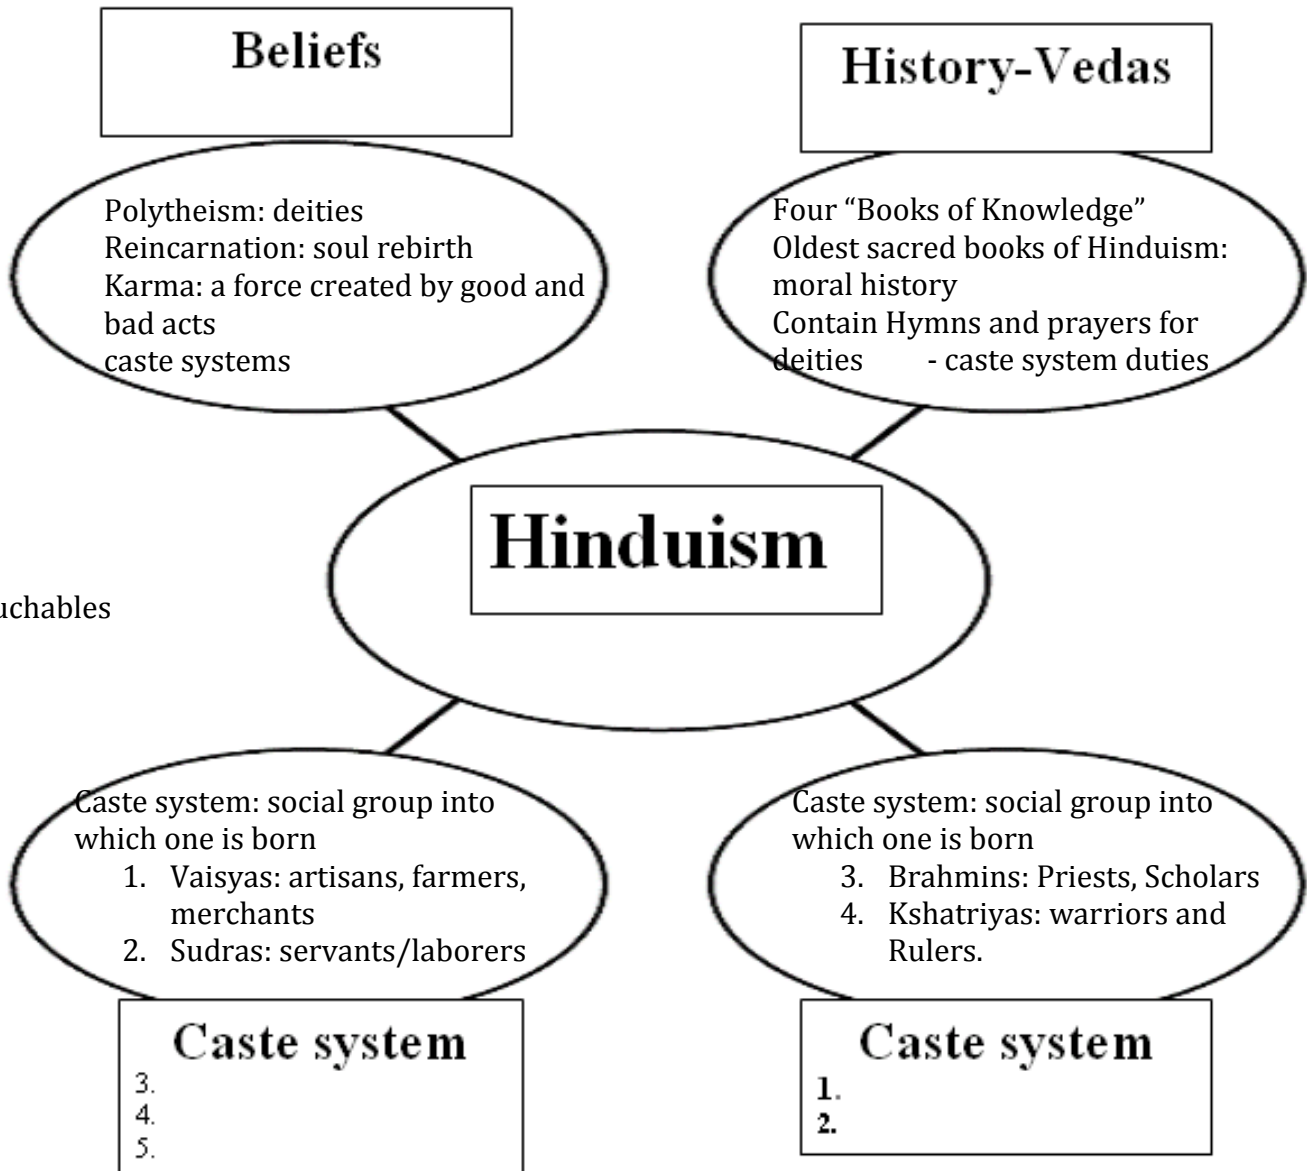 Beliefs
Polytheism: deities
Reincarnation: soul rebirth
Karma: a force created by good and
bad acts
caste systems
History-Vedas
Four “Books of Knowledge”
Oldest sacred books of Hinduism:
moral history
Contain Hymns and prayers for
deities - caste system duties
Hinduism
uchables
Caste system: social group into
which one is born
1. Vaisyas: artisans, farmers,
merchants
2. Sudras: servants/laborers
Caste system
3.
4.
5.
Caste system: social group into
which one is born
3. Brahmins: Priests, Scholars
4. Kshatriyas: warriors and
Rulers.
Caste system
1.
2.